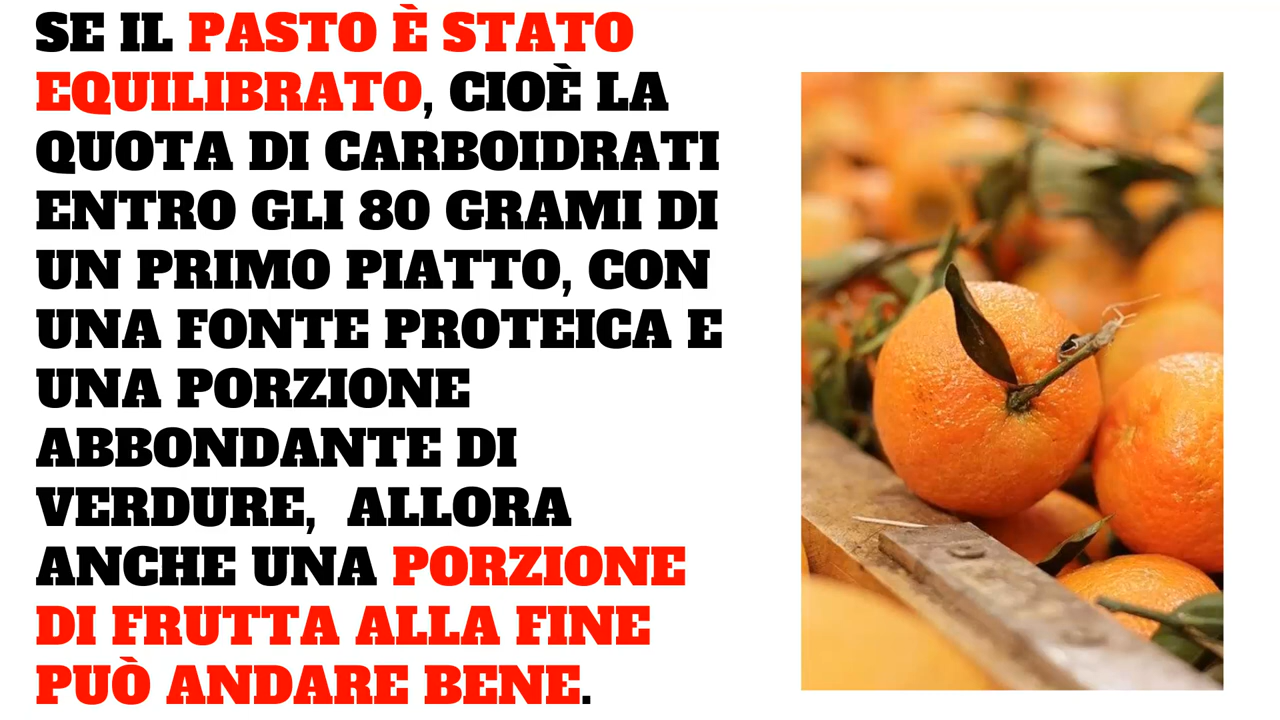 SE IL PASTO È STATO
EQUILIBRATO, CIOÈ LA
QUOTA DI CARBOIDRATI
ENTRO GLI 80 GRAMI DI
UN PRIMO PIATTO, CON
UNA FONTE PROTEICA E
UNA PORZIONE
ABBONDANTE DI
VERDURE,  ALLORA
ANCHE UNA PORZIONE
DI FRUTTA ALLA FINE
PUÒ ANDARE BENE.